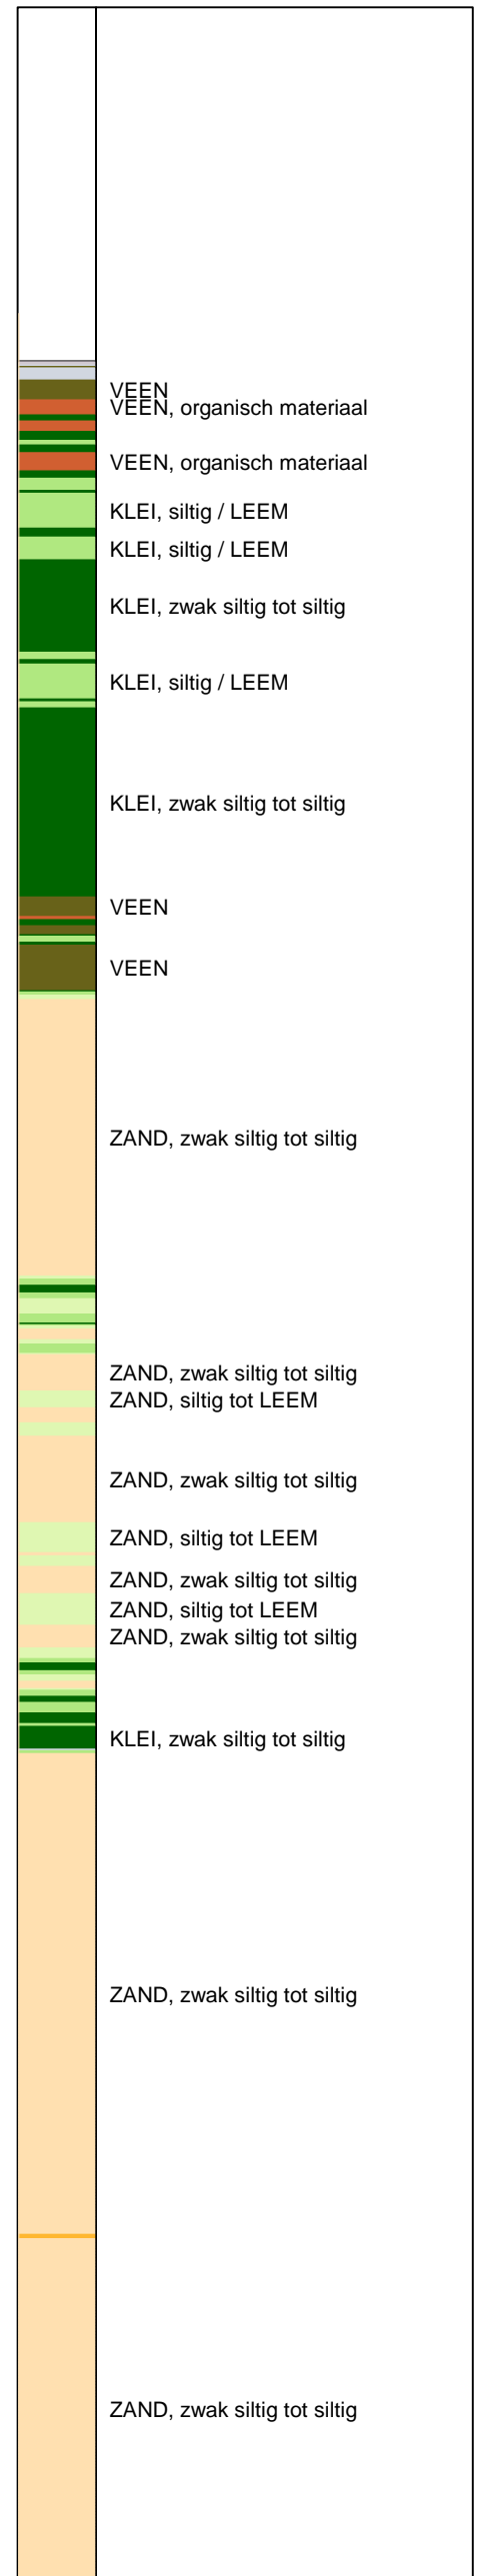 VEEN
VEEN, organisch materiaal
VEEN, organisch materiaal
KLEI, siltig / LEEM
KLEI, siltig / LEEM
KLEI, zwak siltig tot siltig
KLEI, siltig / LEEM
KLEI, zwak siltig tot siltig
VEEN
VEEN
ZAND, zwak siltig tot siltig
ZAND, zwak siltig tot siltig
ZAND, siltig tot LEEM
ZAND, zwak siltig tot siltig
ZAND, siltig tot LEEM
ZAND, zwak siltig tot siltig
ZAND, siltig tot LEEM
ZAND, zwak siltig tot siltig
KLEI, zwak siltig tot siltig
ZAND, zwak siltig tot siltig
ZAND, zwak siltig tot siltig